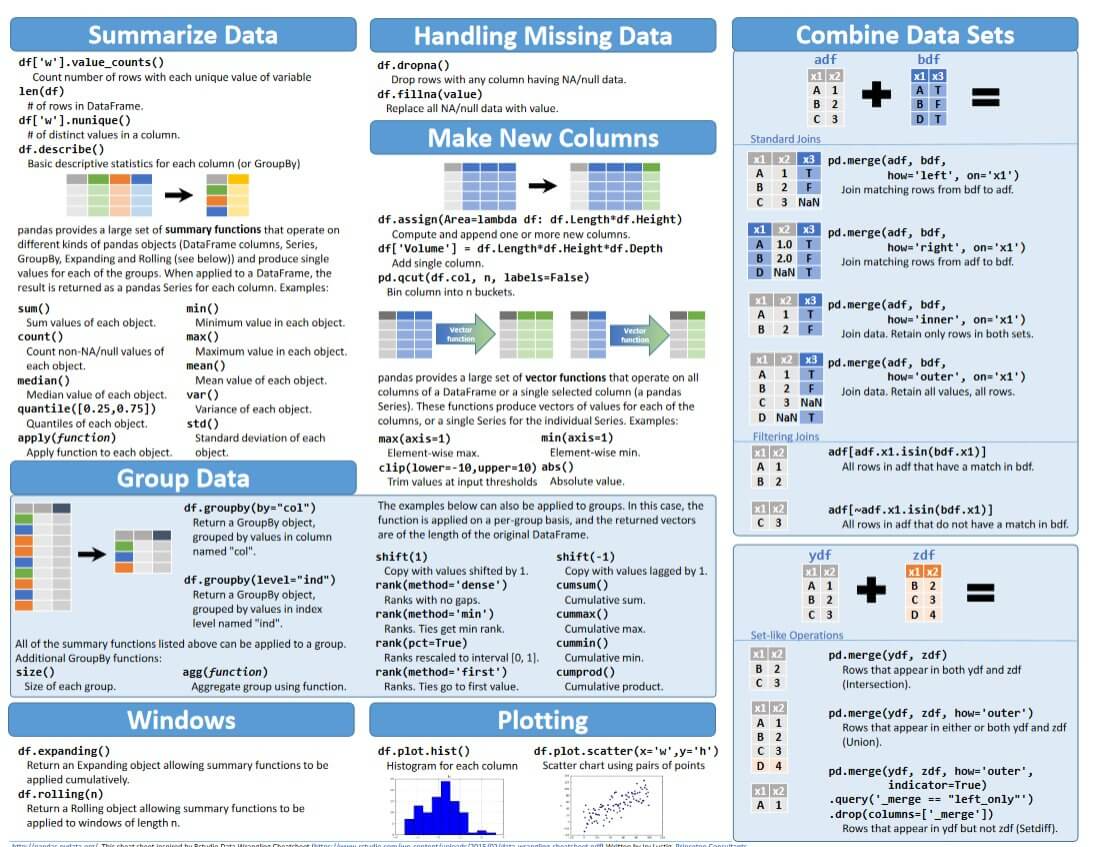 Summarize Data
df['w'].value_counts()
Count number of rows with each unique value of variable
len(df)
# of rows in DataFrame.
df['w'].nunique()
# of distinct values in a column.
df.describe()
Basic descriptive statistics for each column (or GroupBy)
pandas provides a large set of summary functions that operate on
different kinds of pandas objects (DataFrame columns, Series,
GroupBy, Expanding and Rolling (see below)) and produce single
values for each of the groups. When applied to a DataFrame, the
result is returned as a pandas Series for each column. Examples:
sum()
Sum values of each object.
count()
Count non-NA/null values of
each object.
median()
Median value of each object.
quantile([0.25,0.75])
Quantiles of each object.
apply(function)
Apply function to each object.
min()
Minimum value in each object.
max()
Maximum value in each object.
mean()
Mean value of each object.
var()
Variance of each object.
std()
Standard deviation of each
object.
Group Data
df.groupby(by="col")
Return a GroupBy object,
grouped by values in column
named "col".
df.groupby(level="ind")
Return a GroupBy object,
grouped by values in index
level named "ind".
All of the summary functions listed above can be applied to a group.
Additional GroupBy functions:
size()
Size of each group.
agg(function)
Aggregate group using function.
Windows
df.expanding()
Return an Expanding object allowing summary functions to be
applied cumulatively.
df.rolling(n)
Return a Rolling object allowing summary functions to be
applied to windows of length n.
Handling Missing Data
df.dropna()
Drop rows with any column having NA/null data.
df.fillna(value)
Replace all NA/null data with value.
Make New Columns
df.assign(Area=lambda df: df.Length*df.Height)
Compute and append one or more new columns.
df['Volume'] = df.Length*df.Height*df.Depth
Add single column.
pd.qcut(df.col, n, labels=False)
Bin column into n buckets.
Vector
function
Vector
function
pandas provides a large set of vector functions that operate on all
columns of a DataFrame or a single selected column (a pandas
Series). These functions produce vectors of values for each of the
columns, or a single Series for the individual Series. Examples:
max(axis=1)
Element-wise max.
clip(lower=-10,upper=10)
Trim values at input thresholds
min(axis=1)
Element-wise min.
abs()
Absolute value.
The examples below can also be applied to groups. In this case, the
function is applied on a per-group basis, and the returned vectors
are of the length of the original DataFrame.
shift(1)
Copy with values shifted by 1.
rank(method='dense')
Ranks with no gaps.
rank(method='min')
Ranks. Ties get min rank.
rank(pct=True)
Ranks rescaled to interval [0, 1].
rank(method='first')
Ranks. Ties go to first value.
shift(-1)
Copy with values lagged by 1.
cumsum()
Cumulative sum.
cummax()
Cumulative max.
cummin()
Cumulative min.
cumprod()
Cumulative product.
Plotting
df.plot.hist()
Histogram for each column
df.plot.scatter(x='w',y='h')
Scatter chart using pairs of points
Combine Data Sets
adf
x1 x2
A 1
B 2
C 3
bdf
x1 x3
A T
B F
D T
Standard Joins
x1 x2 x3
A 1 T
B 2 F
C 3 NaN
pd.merge(adf, bdf,
how='left', on='x1')
Join matching rows from bdf to adf.
x1 x2 x3
A 1.0 T
B 2.0 F
D NaN T
pd.merge(adf, bdf,
how='right', on='x1')
Join matching rows from adf to bdf.
x1 x2 x3
A 1 T
B 2 F
pd.merge(adf, bdf,
how='inner', on='x1')
Join data. Retain only rows in both sets.
x1 x2 x3
A 1 T
B 2 F
C 3 NaN
D NaN T
pd.merge(adf, bdf,
how='outer', on='x1')
Join data. Retain all values, all rows.
Filtering Joins
x1 x2
A 1
B 2
adf[adf.x1.isin(bdf.x1)]
All rows in adf that have a match in bdf.
x1 x2
C 3
adf[~adf.x1.isin(bdf.x1)]
All rows in adf that do not have a match in bdf.
ydf
x1 x2
A 1
B 2
C 3
zdf
x1 x2
B 2
C 3
D 4
Set-like Operations
x1 x2
B 2
C 3
pd.merge(ydf, zdf)
Rows that appear in both ydf and zdf
(Intersection).
x1 x2
A 1
B 2
C 3
D 4
pd.merge(ydf, zdf, how='outer')
Rows that appear in either or both ydf and zdf
(Union).
x1 x2
A 1
pd.merge(ydf, zdf, how='outer',
indicator=True)
.query('_merge == "left_only"')
.drop(columns=['_merge'])
Rows that appear in ydf but not zdf (Setdiff).